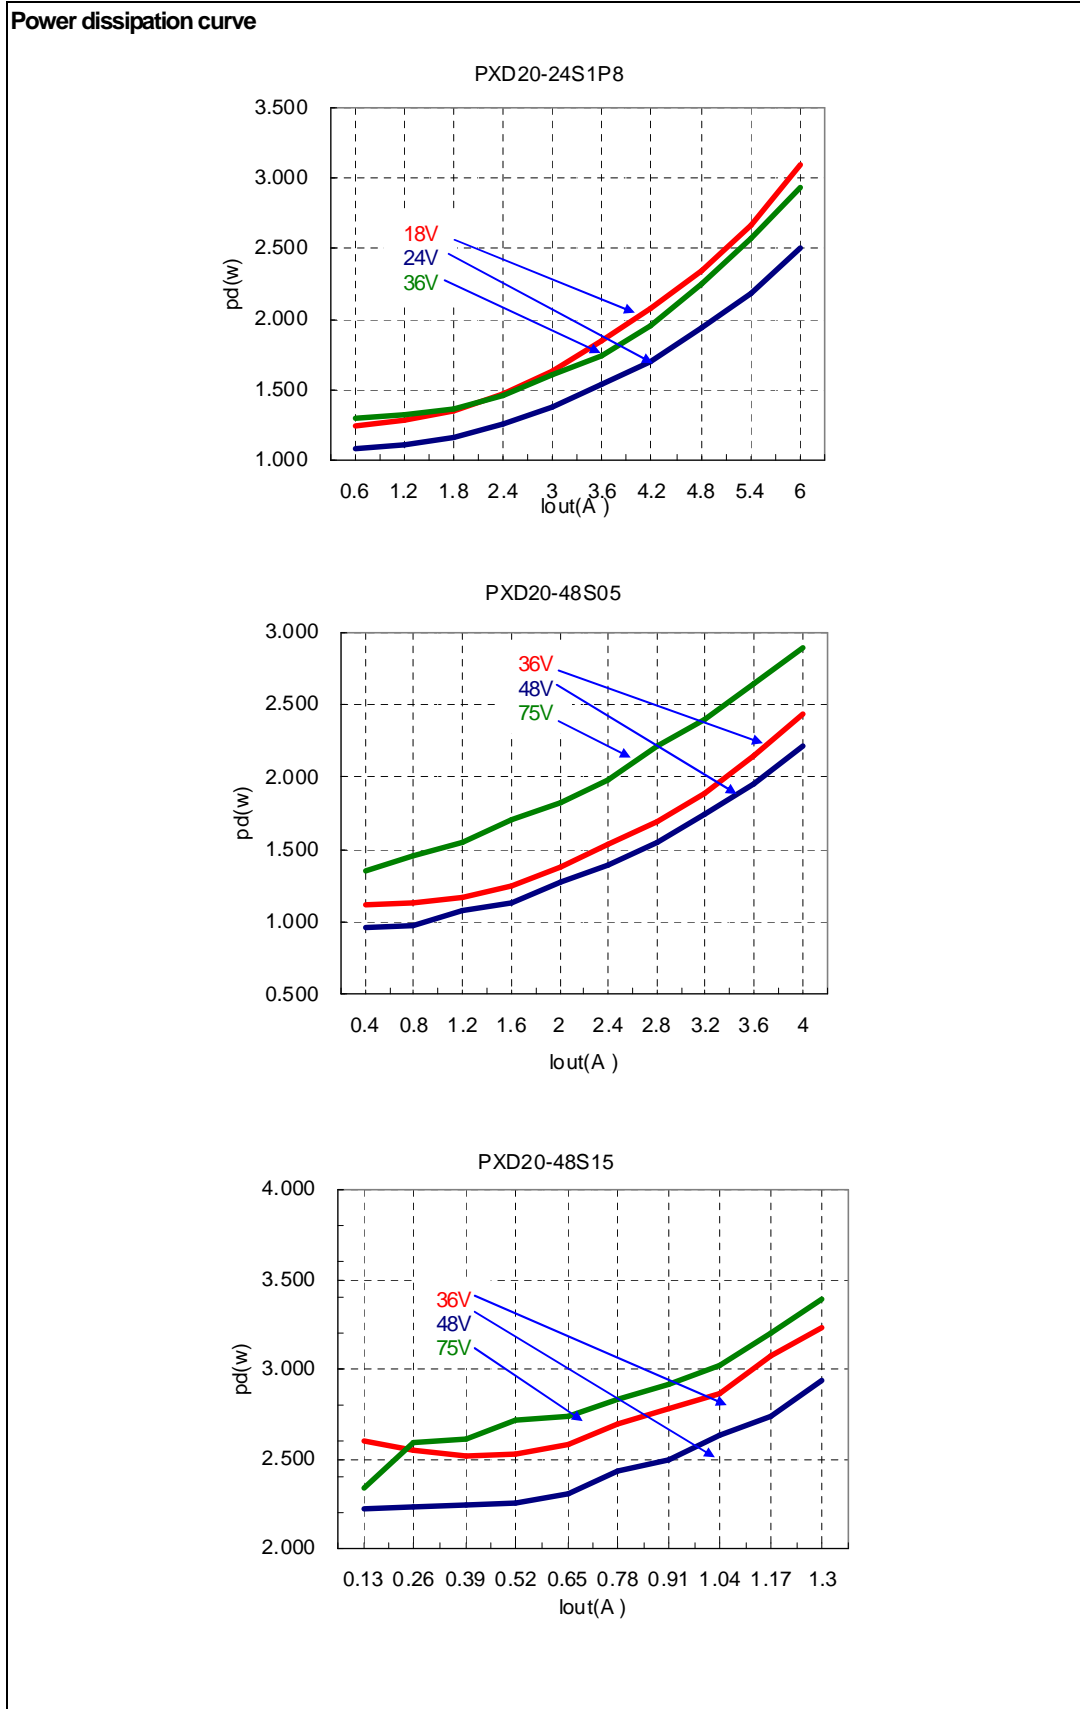 Power dissipation curve
PXD20-24S1P8
3.500
3.000
2.500
2.000
1.500
1.000
pd(w)
18V
24V
36V
0.6 1.2 1.8 2.4 3 3.6 4.2 4.8 5.4 6
Iout(A )
PXD20-48S05
3.000
2.500
2.000
1.500
1.000
0.500
pd(w)
36V
48V
75V
0.4 0.8 1.2 1.6 2 2.4 2.8 3.2 3.6 4
Iout(A )
PXD20-48S15
4.000
3.500
3.000
2.500
2.000
pd(w)
36V
48V
75V
0.13 0.26 0.39 0.52 0.65 0.78 0.91 1.04 1.17 1.3
Iout(A )